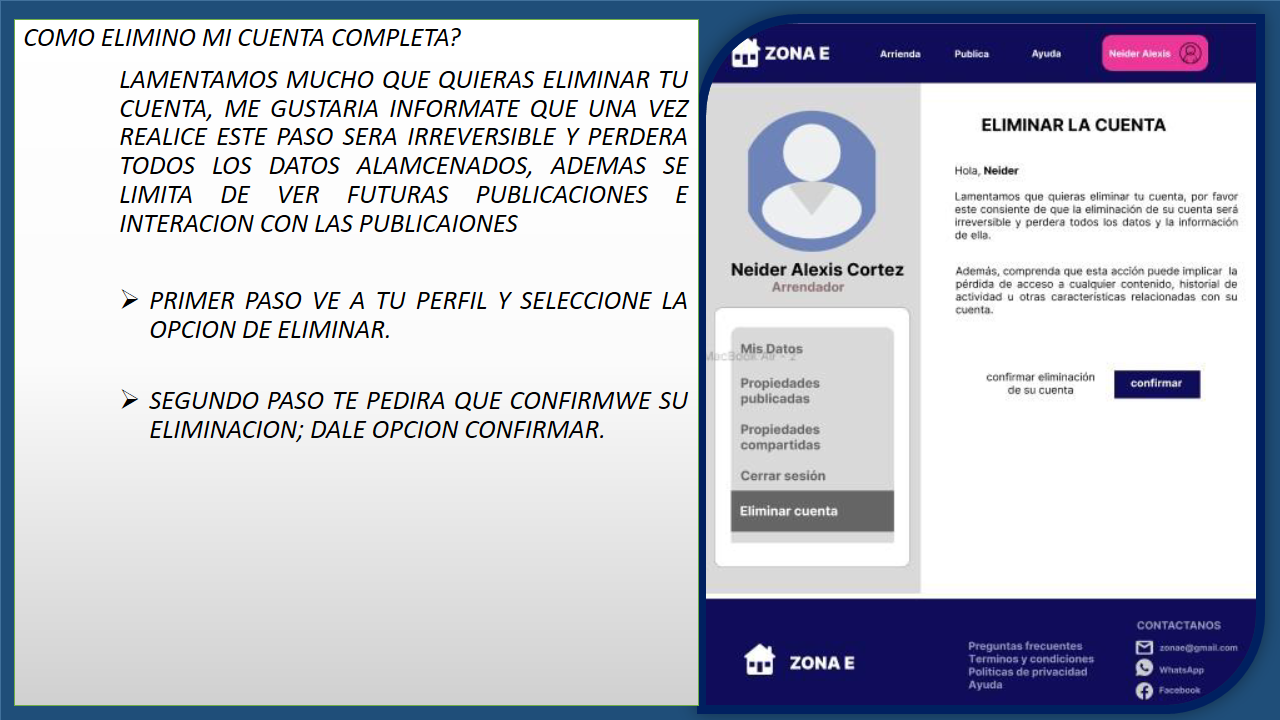 COMO ELIMINO MI CUENTA COMPLETA?
LAMENTAMOS MUCHO QUE QUIERAS ELIMINAR TU
CUENTA, ME GUSTARIA INFORMATE QUE UNA VEZ
REALICE ESTE PASO SERA IRREVERSIBLE Y PERDERA
TODOS LOS DATOS ALAMCENADOS, ADEMAS SE
LIMITA DE VER FUTURAS PUBLICACIONES E
INTERACION CON LAS PUBLICAIONES
➢ PRIMER PASO VE A TU PERFIL Y SELECCIONE LA
OPCION DE ELIMINAR.
➢ SEGUNDO PASO TE PEDIRA QUE CONFIRMWE SU
ELIMINACION; DALE OPCION CONFIRMAR.
ZONA E
Arrienda
Publica
Ayuda
Neider Alexis
Neider Alexis Cortez
Arrendador
Mis Datos
MacBook Air - 2
Propiedades
publicadas
Propiedades
compartidas
Cerrar sesión
Eliminar cuenta
ELIMINAR LA CUENTA
Hola, Neider
Lamentamos que quieras eliminar tu cuenta, por favor
este consiente de que la eliminación de su cuenta será
irreversible y perdera todos los datos y la información
de ella.
Además, comprenda que esta acción puede implicar la
pérdida de acceso a cualquier contenido, historial de
actividad u otras características relacionadas con su
cuenta.
confirmar eliminación
de su cuenta
confirmar
ZONA E
Preguntas frecuentes
Terminos y condiciones
Politicas de privacidad
Ayuda
CONTACTANOS
zonae@gmail.com
WhatsApp
Facebook